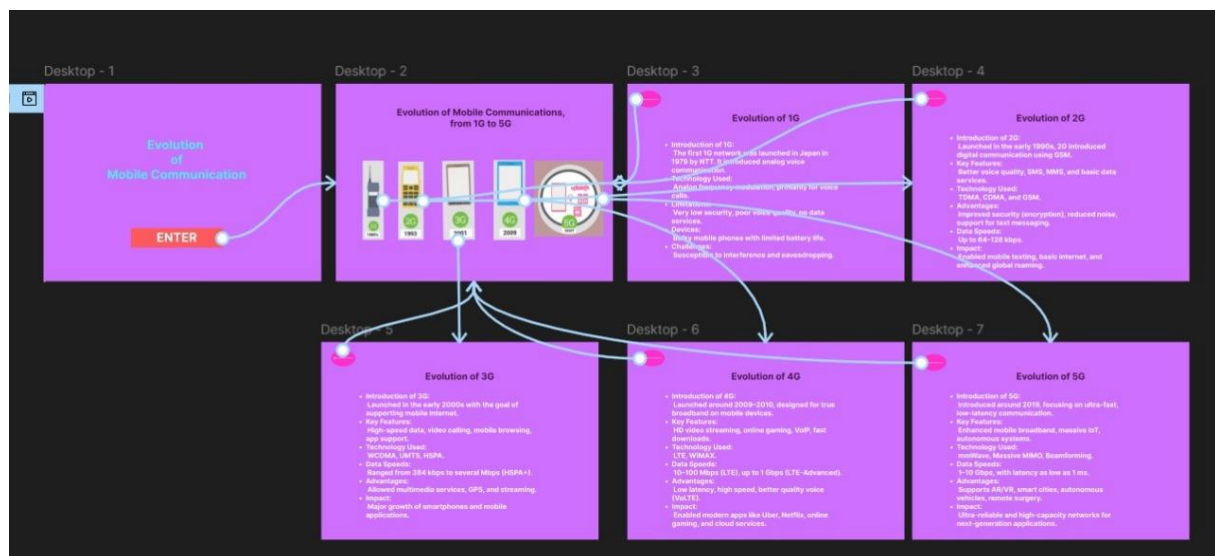 Desktop - 1
Evolution
of
Mobile Communication
ENTER
Desktop - 2
Evolution of Mobile Communications,
from 1G to 5G
2G
1993
3G
2001
4G
2009
5G
Desktop - 3
Evolution of 1G
• Introduction of 1G:
The first 1G network was launched in Japan in
1979 by NTT. It introduced analog voice
communication.
• Technology Used:
Analog frequency modulation, primarily for voice
calls.
• Limitations:
Very low security, poor voice quality, no data
services.
• Devices:
Bulky mobile phones with limited battery life.
• Challenges:
Susceptible to interference and eavesdropping.
Desktop - 4
Evolution of 2G
• Introduction of 2G:
Launched in the early 1990s, 2G introduced
digital communication using GSM.
• Key Features:
Better voice quality, SMS, MMS, and basic data
services.
• Technology Used:
TDMA, CDMA, and GSM.
• Advantages:
Improved security (encryption), reduced noise,
support for text messaging.
• Data Speeds:
Up to 64–128 kbps.
• Impact:
Enabled mobile texting, basic internet, and
enhanced global roaming.
Desktop - 5
Evolution of 3G
• Introduction of 3G:
Launched in the early 2000s with the goal of
supporting mobile internet.
• Key Features:
High-speed data, video calling, mobile browsing,
app support.
• Technology Used:
WCDMA, UMTS, HSPA.
• Data Speeds:
Ranged from 384 kbps to several Mbps (HSPA+).
• Advantages:
Allowed multimedia services, GPS, and streaming.
• Impact:
Major growth of smartphones and mobile
applications.
Desktop - 6
Evolution of 4G
• Introduction of 4G:
Launched around 2009–2010, designed for true
broadband on mobile devices.
• Key Features:
HD video streaming, online gaming, VoIP, fast
downloads.
• Technology Used:
LTE, WiMAX.
• Data Speeds:
10–100 Mbps (LTE), up to 1 Gbps (LTE-Advanced).
• Advantages:
Low latency, high speed, better quality voice
(VoLTE).
• Impact:
Enabled modern apps like Uber, Netflix, online
gaming, and cloud services.
Desktop - 7
Evolution of 5G
• Introduction of 5G:
Introduced around 2019, focusing on ultra-fast,
low-latency communication.
• Key Features:
Enhanced mobile broadband, massive IoT,
autonomous systems.
• Technology Used:
mmWave, Massive MIMO, Beamforming.
• Data Speeds:
1–10 Gbps, with latency as low as 1 ms.
• Advantages:
Supports AR/VR, smart cities, autonomous
vehicles, remote surgery.
• Impact:
Ultra-reliable and high-capacity networks for
next-generation applications.